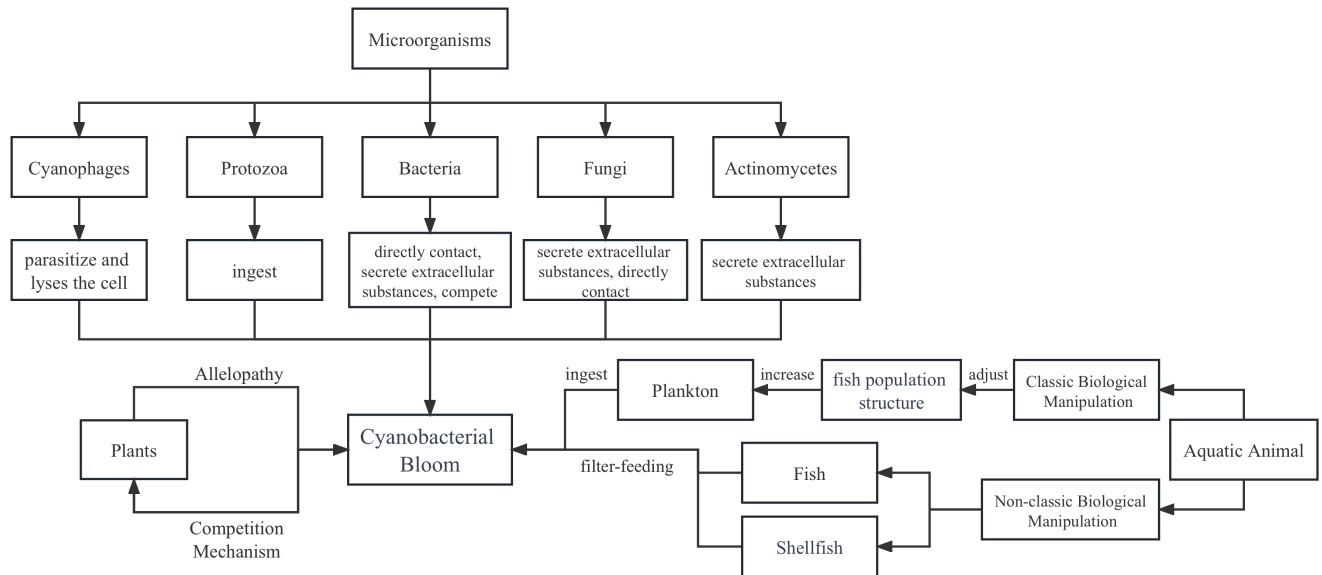 Microorganisms
Cyanophages
Protozoa
Bacteria
Fungi
Actinomycetes
parasitize and
lyses the cell
ingest
directly contact,
secrete extracellular
substances, compete
secrete extracellular
substances, directly
contact
secrete extracellular
substances
Allelopathy
Plants
Competition
Mechanism
Cyanobacterial
Bloom
ingest
Plankton
increase
fish population
structure
adjust
Classic Biological
Manipulation
Aquatic Animal
filter-feeding
Fish
Shellfish
Non-classic Biological
Manipulation